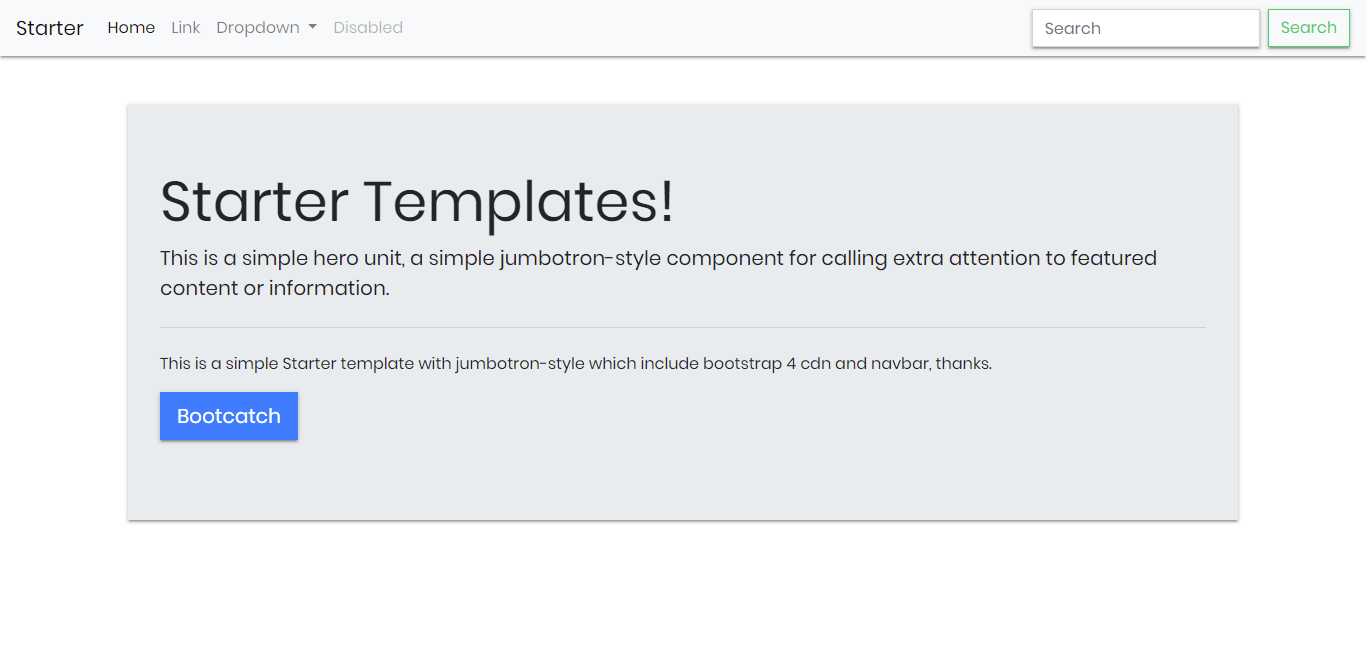 Starter Home Link Dropdown Disabled Search Search
Starter Templates!
This is a simple hero unit, a simple jumbotron-style component for calling extra attention to featured
content or information.
This is a simple Starter template with jumbotron-style which include bootstrap 4 cdn and navbar, thanks.
Bootcatch